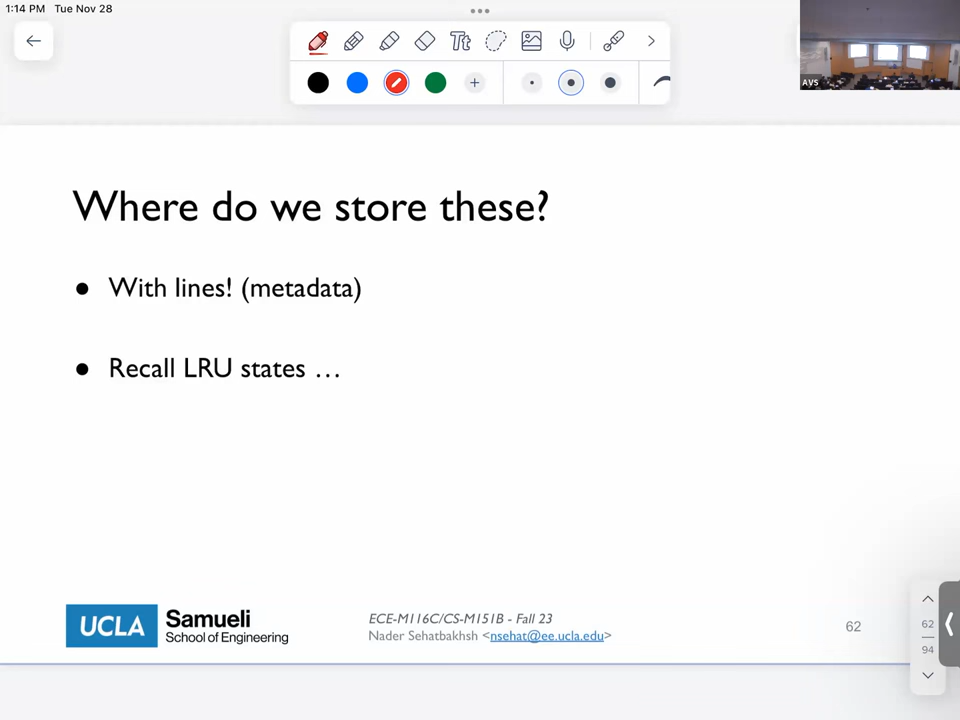 1:14 PM Tue Nov 28
Tt
AVS
Where do we store these?
● With lines! (metadata)
● Recall LRU states …
UCLA Samueli School of Engineering
ECE-M116C/CS-M151B - Fall 23
Nader Sehatbakhsh <nsehat@ee.ucla.edu>
62
62
94